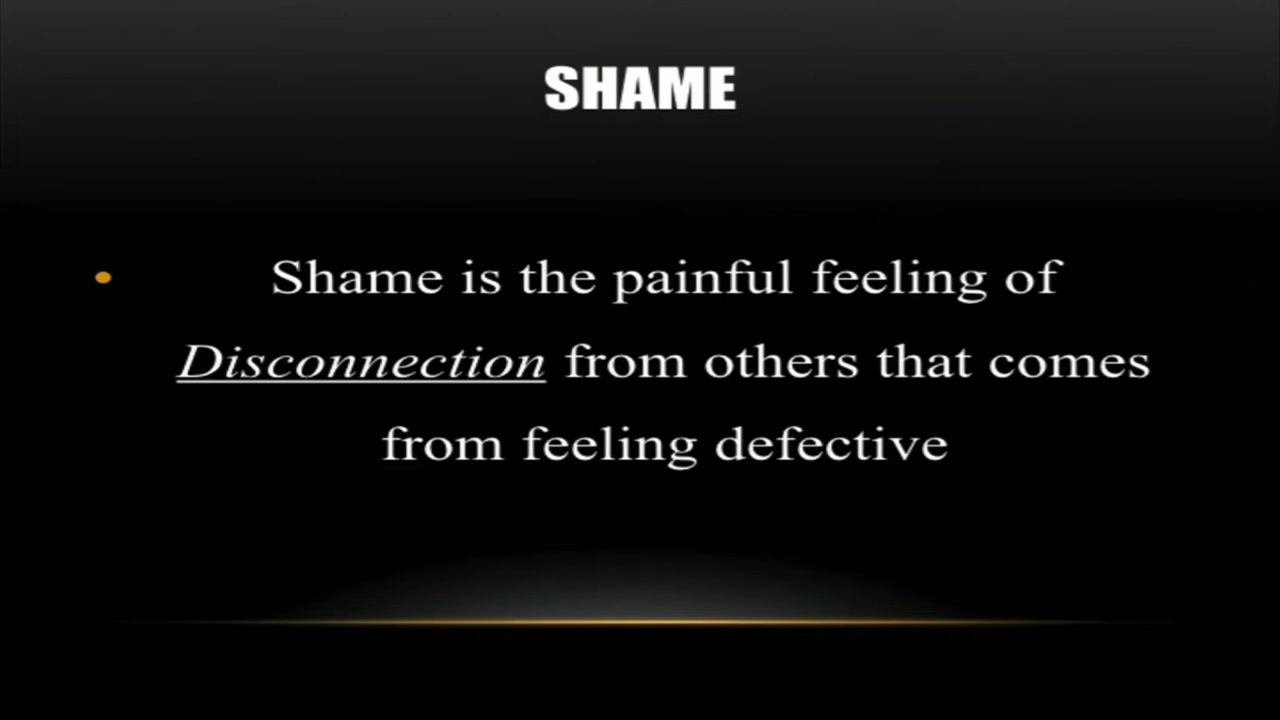 SHAME
• Shame is the painful feeling of
Disconnection from others that comes
from feeling defective